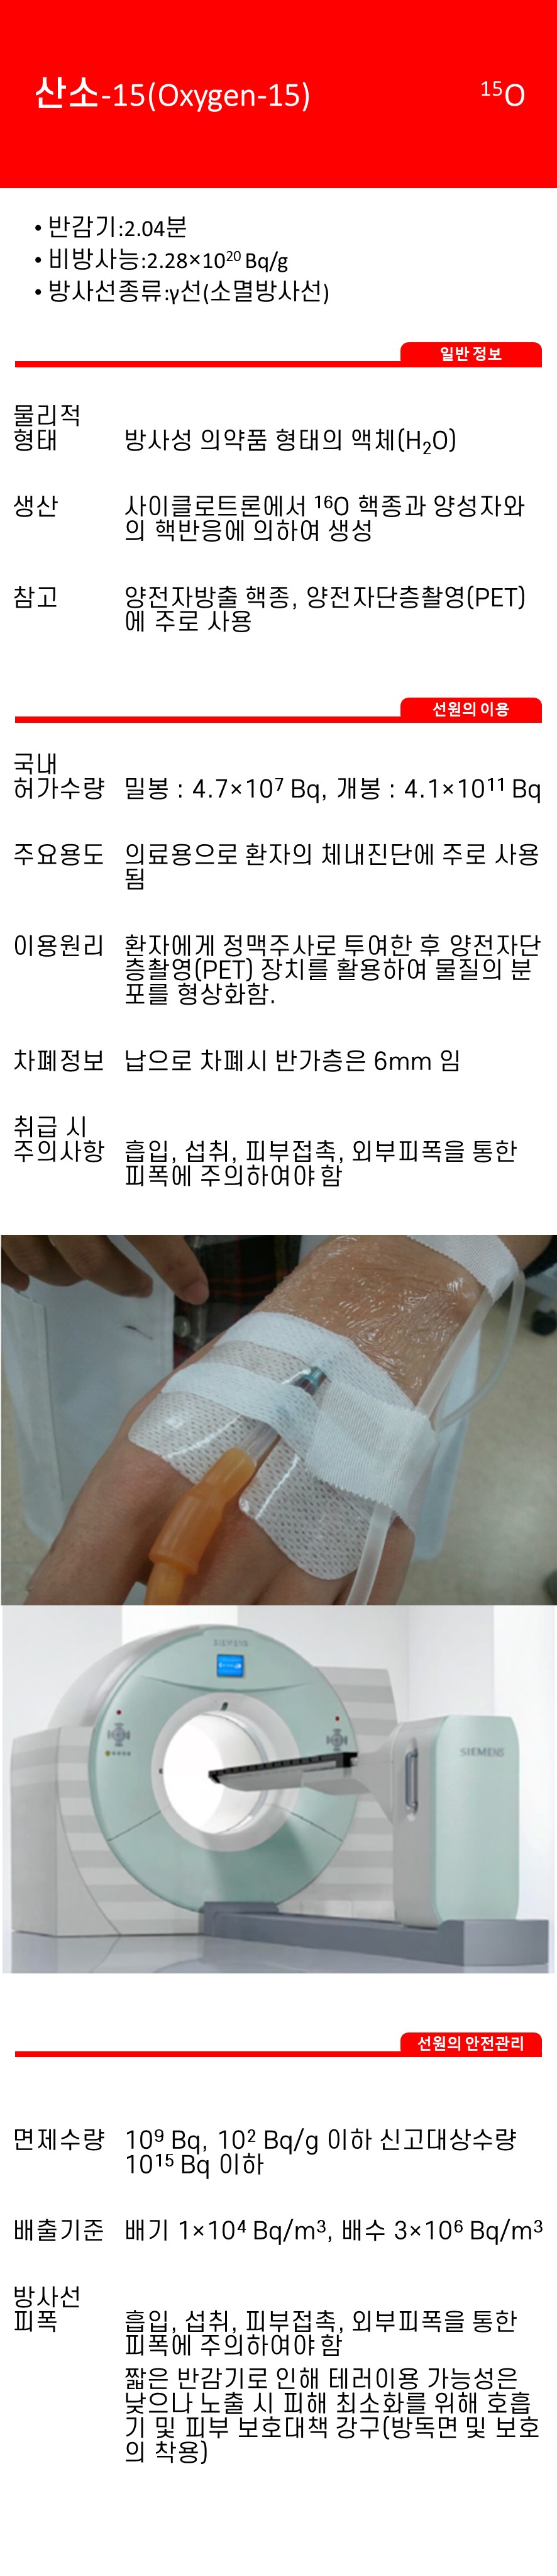 산소-15(Oxygen-15) ¹⁵O
• 반감기:2.04분
• 비방사능:2.28×10²⁰ Bq/g
• 방사선종류:γ선(소멸방사선)
일반 정보
물리적
형태 방사성 의약품 형태의 액체(H₂O)
생산 사이클로트론에서 ¹⁶O 핵종과 양성자와
의 핵반응에 의하여 생성
참고 양전자방출 핵종, 양전자단층촬영(PET)
에 주로 사용
선원의 이용
국내
허가수량 밀봉 : 4.7×10⁷ Bq, 개봉 : 4.1×10¹¹ Bq
주요용도 의료용으로 환자의 체내진단에 주로 사용
됨
이용원리 환자에게 정맥주사로 투여한 후 양전자단
층촬영(PET) 장치를 활용하여 물질의 분
포를 형상화함.
차폐정보 납으로 차폐시 반가층은 6mm 임
취급 시
주의사항 흡입, 섭취, 피부접촉, 외부피폭을 통한
피폭에 주의하여야 함
SIEMENS
SIEMENS
선원의 안전관리
면제수량 10⁹ Bq, 10² Bq/g 이하 신고대상수량
10¹⁵ Bq 이하
배출기준 배기 1×10⁴ Bq/m³, 배수 3×10⁶ Bq/m³
방사선
피폭 흡입, 섭취, 피부접촉, 외부피폭을 통한
피폭에 주의하여야 함
짧은 반감기로 인해 테러이용 가능성은
낮으나 노출 시 피해 최소화를 위해 호흡
기 및 피부 보호대책 강구(방독면 및 보호
의 착용)